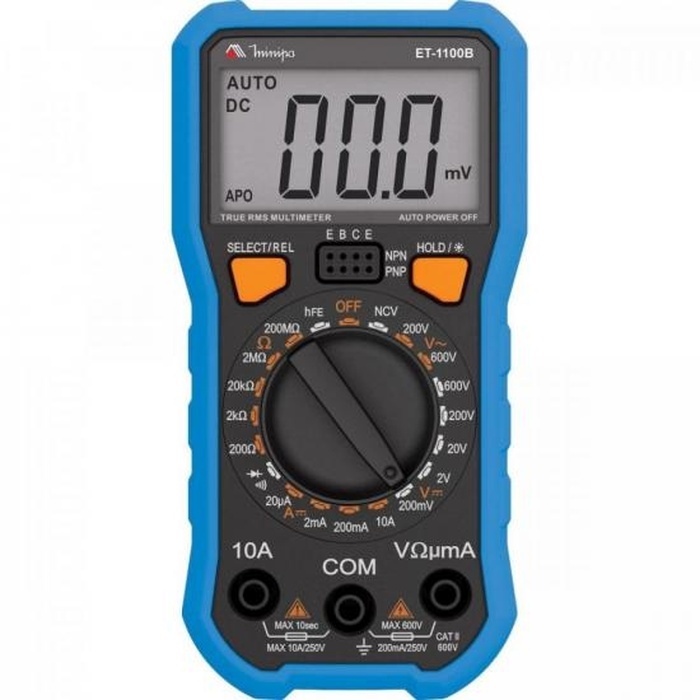 Minipa ET-1100B
AUTO
DC
00.0 mV
APO
TRUE RMS MULTIMETER AUTO POWER OFF
E B C E
SELECT/REL NPN HOLD / ☀
PNP
hFE OFF NCV
200MΩ 200V
Ω V~
2MΩ 600V
20kΩ 600V
2kΩ 200V
200Ω 20V
2V
V⎓
20µA 200mV
A⎓
2mA 200mA 10A
10A COM VΩµmA
MAX 10sec MAX 600V
MAX 10A/250V 200mA/250V CAT II
600V